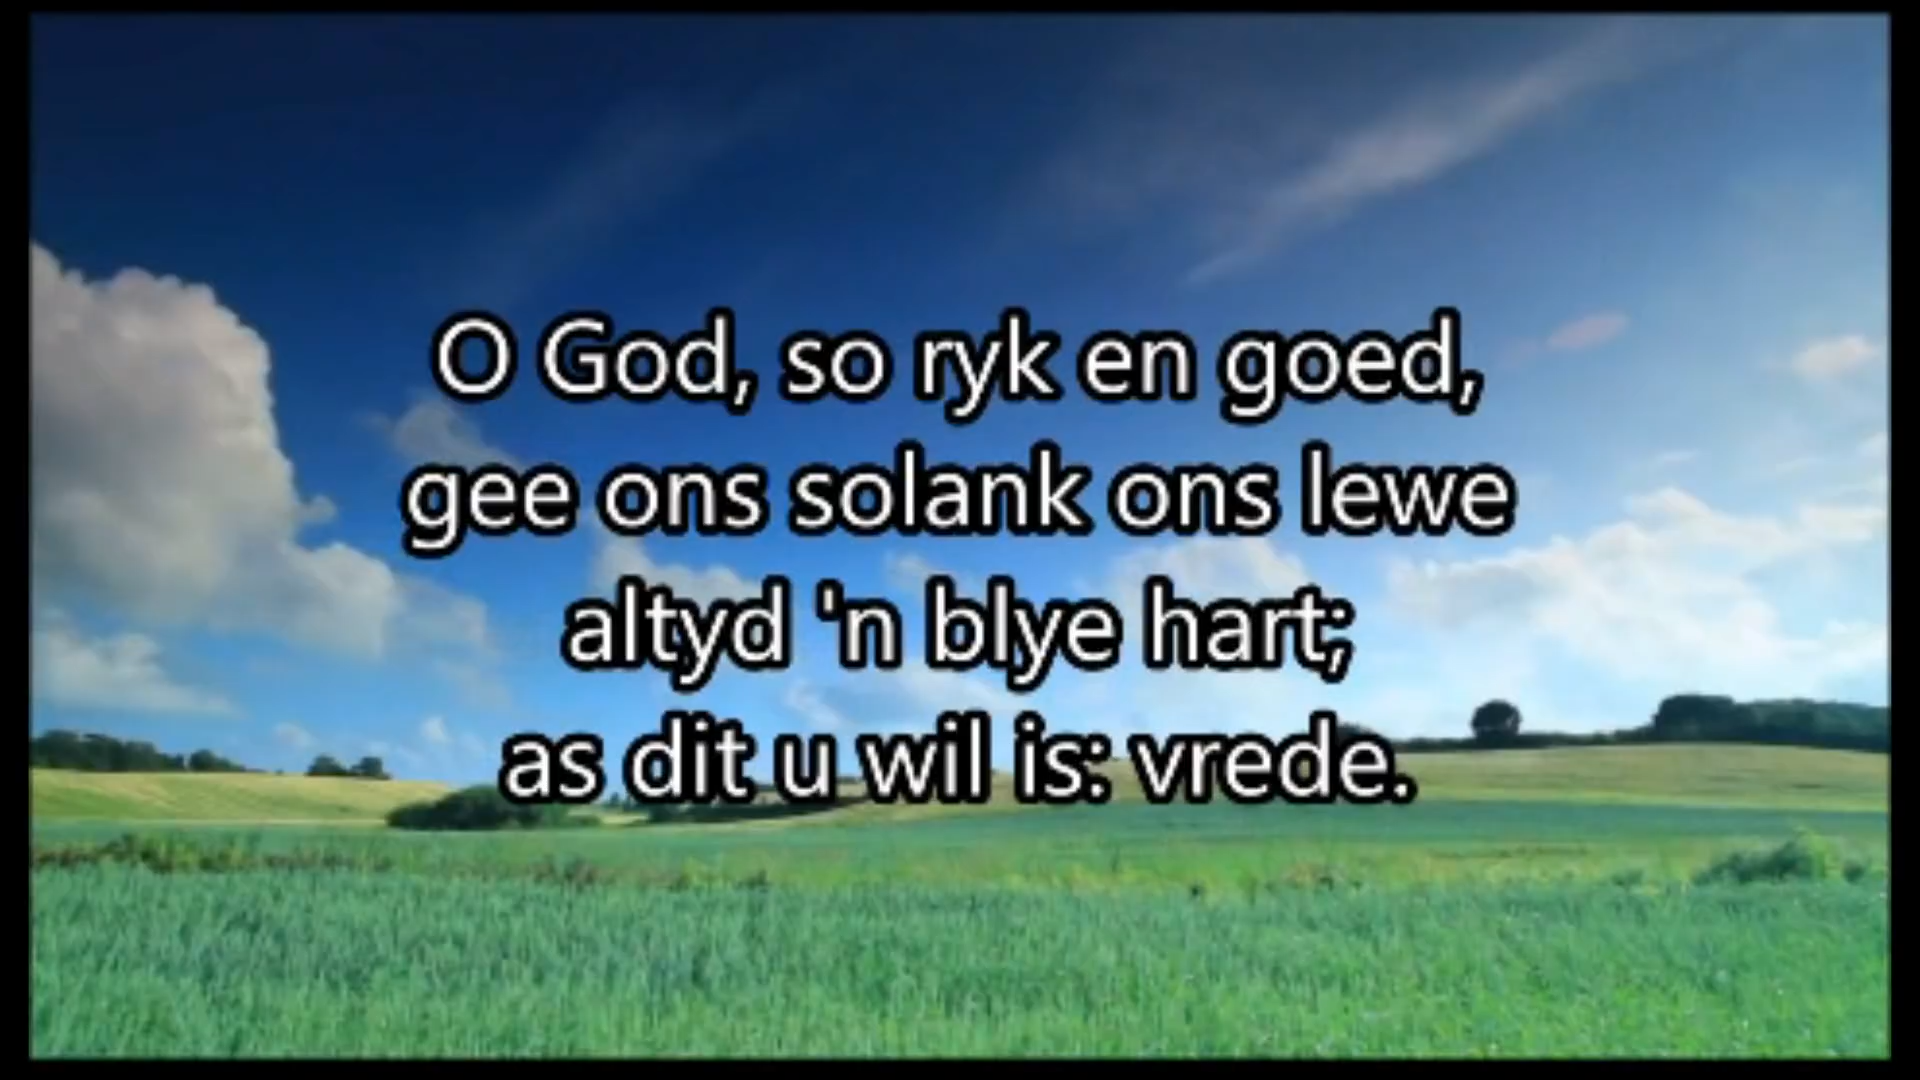 O God, so ryk en goed,
gee ons solank ons lewe
altyd 'n blye hart;
as dit u wil is: vrede.